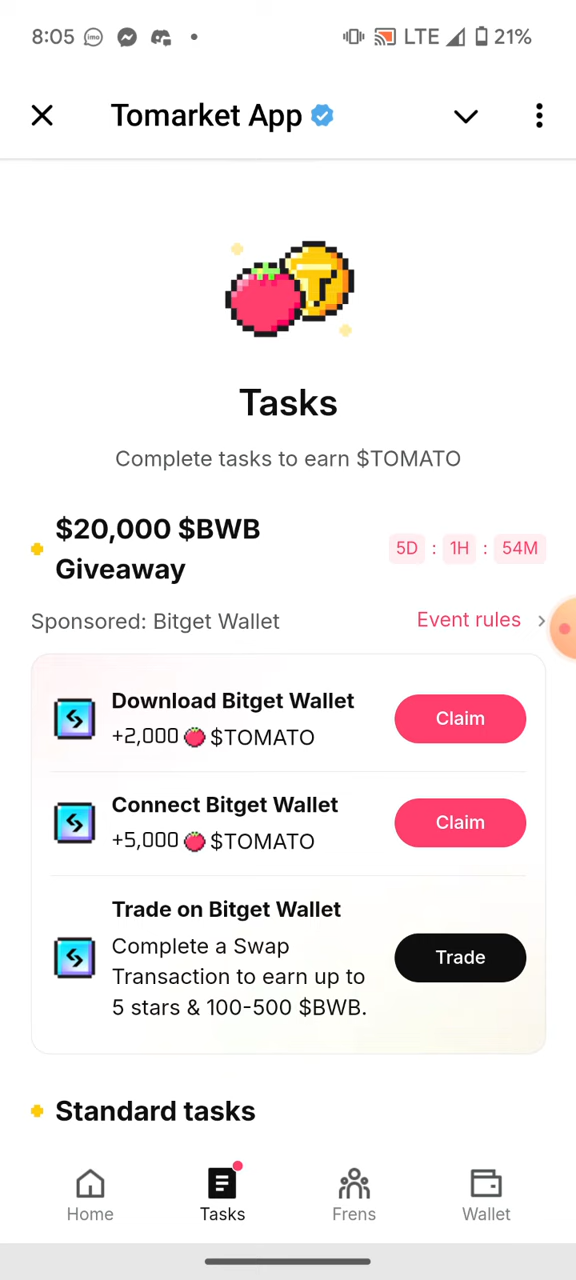 8:05 imo LTE 21%
Tomarket App
Tasks
Complete tasks to earn $TOMATO
$20,000 $BWB
Giveaway
5D : 1H : 54M
Sponsored: Bitget Wallet
Event rules
Download Bitget Wallet
+2,000 $TOMATO
Claim
Connect Bitget Wallet
+5,000 $TOMATO
Claim
Trade on Bitget Wallet
Complete a Swap
Transaction to earn up to
5 stars & 100-500 $BWB.
Trade
Standard tasks
Home
Tasks
Frens
Wallet